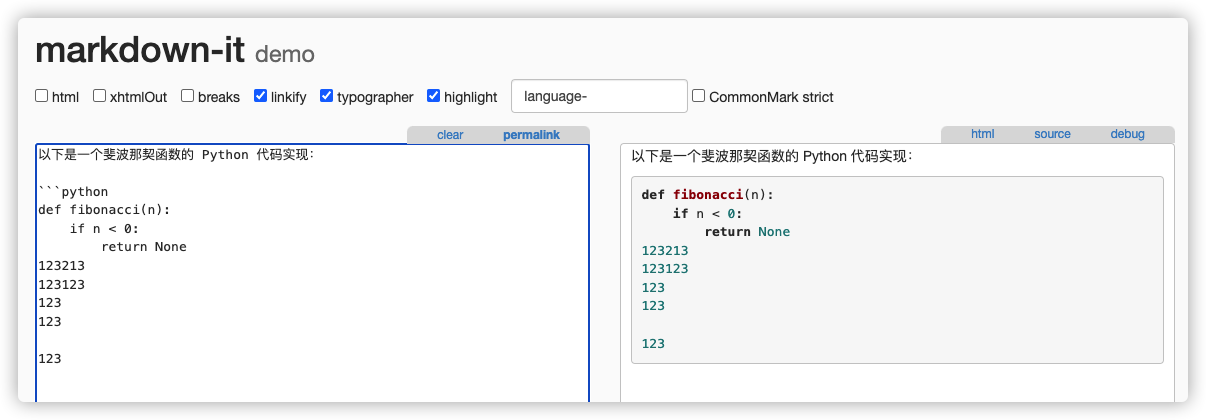 markdown-it demo
html xhtmlOut breaks linkify typographer highlight language- CommonMark strict
clear permalink
以下是一个斐波那契函数的 Python 代码实现：

```python
def fibonacci(n):
    if n < 0:
        return None
123213
123123
123
123

123
html source debug
以下是一个斐波那契函数的 Python 代码实现：
def fibonacci(n):
    if n < 0:
        return None
123213
123123
123
123

123